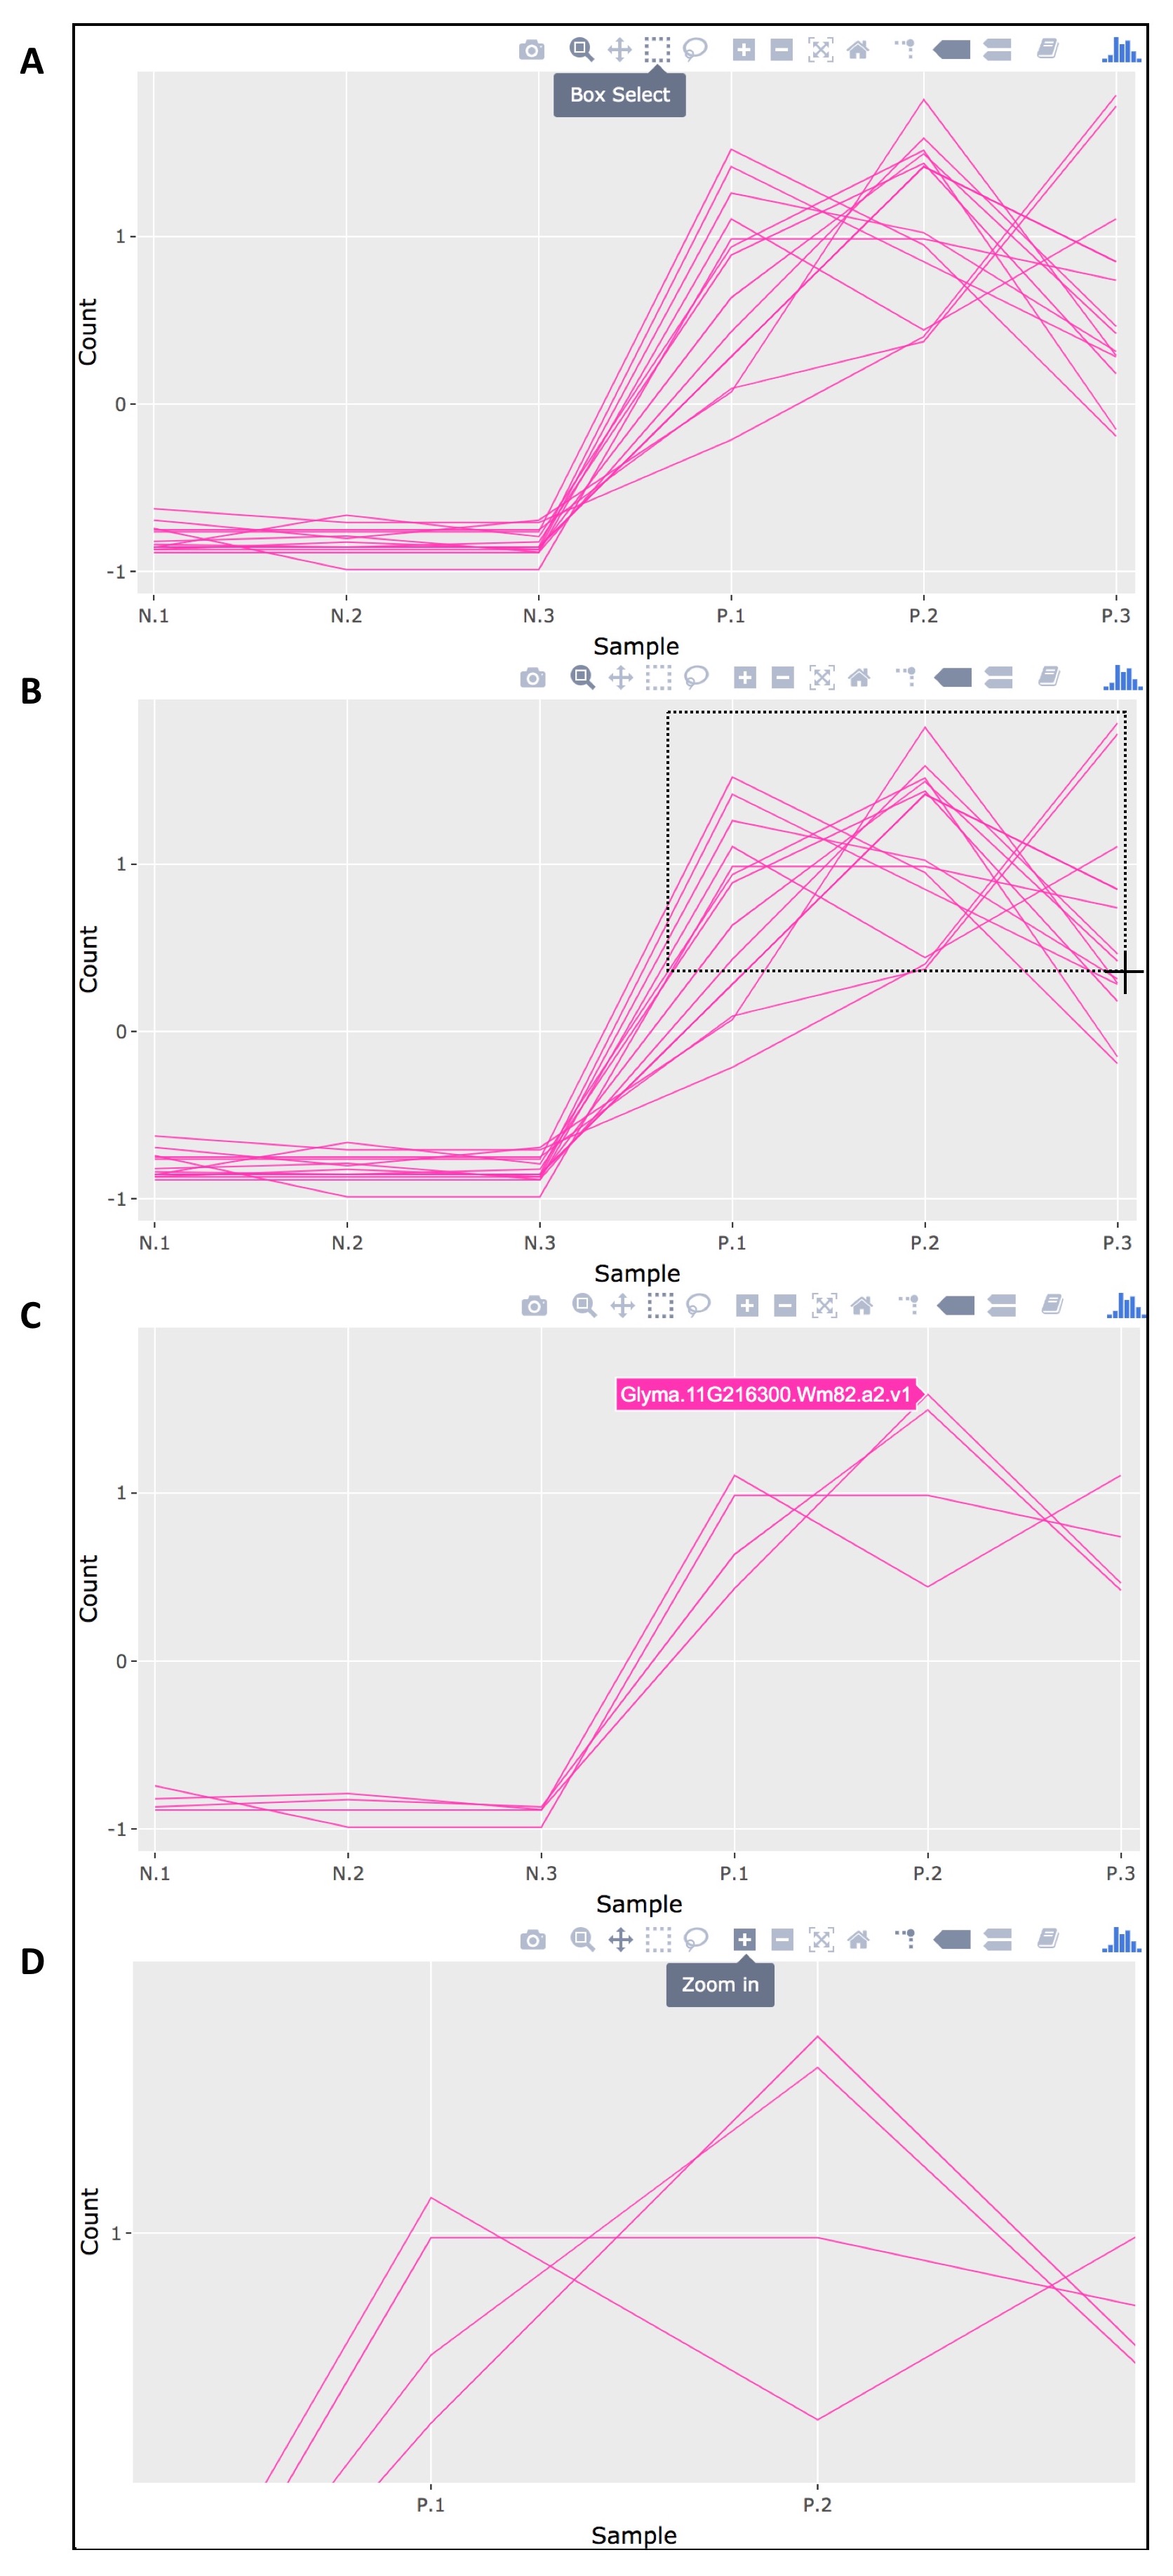 A
Box Select
1
0
-1
Count
N.1 N.2 N.3 P.1 P.2 P.3
Sample
B
1
0
-1
Count
N.1 N.2 N.3 P.1 P.2 P.3
Sample
C
Glyma.11G216300.Wm82.a2.v1
1
0
-1
Count
N.1 N.2 N.3 P.1 P.2 P.3
Sample
D
Zoom in
1
Count
P.1 P.2
Sample